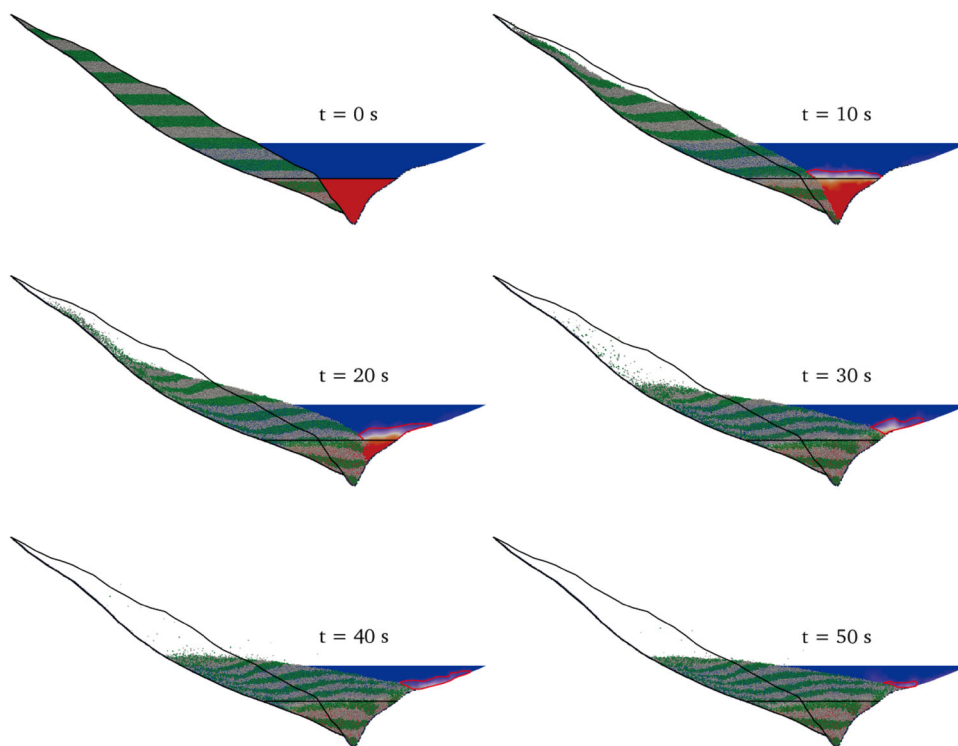 t = 0 s
t = 10 s
t = 20 s
t = 30 s
t = 40 s
t = 50 s